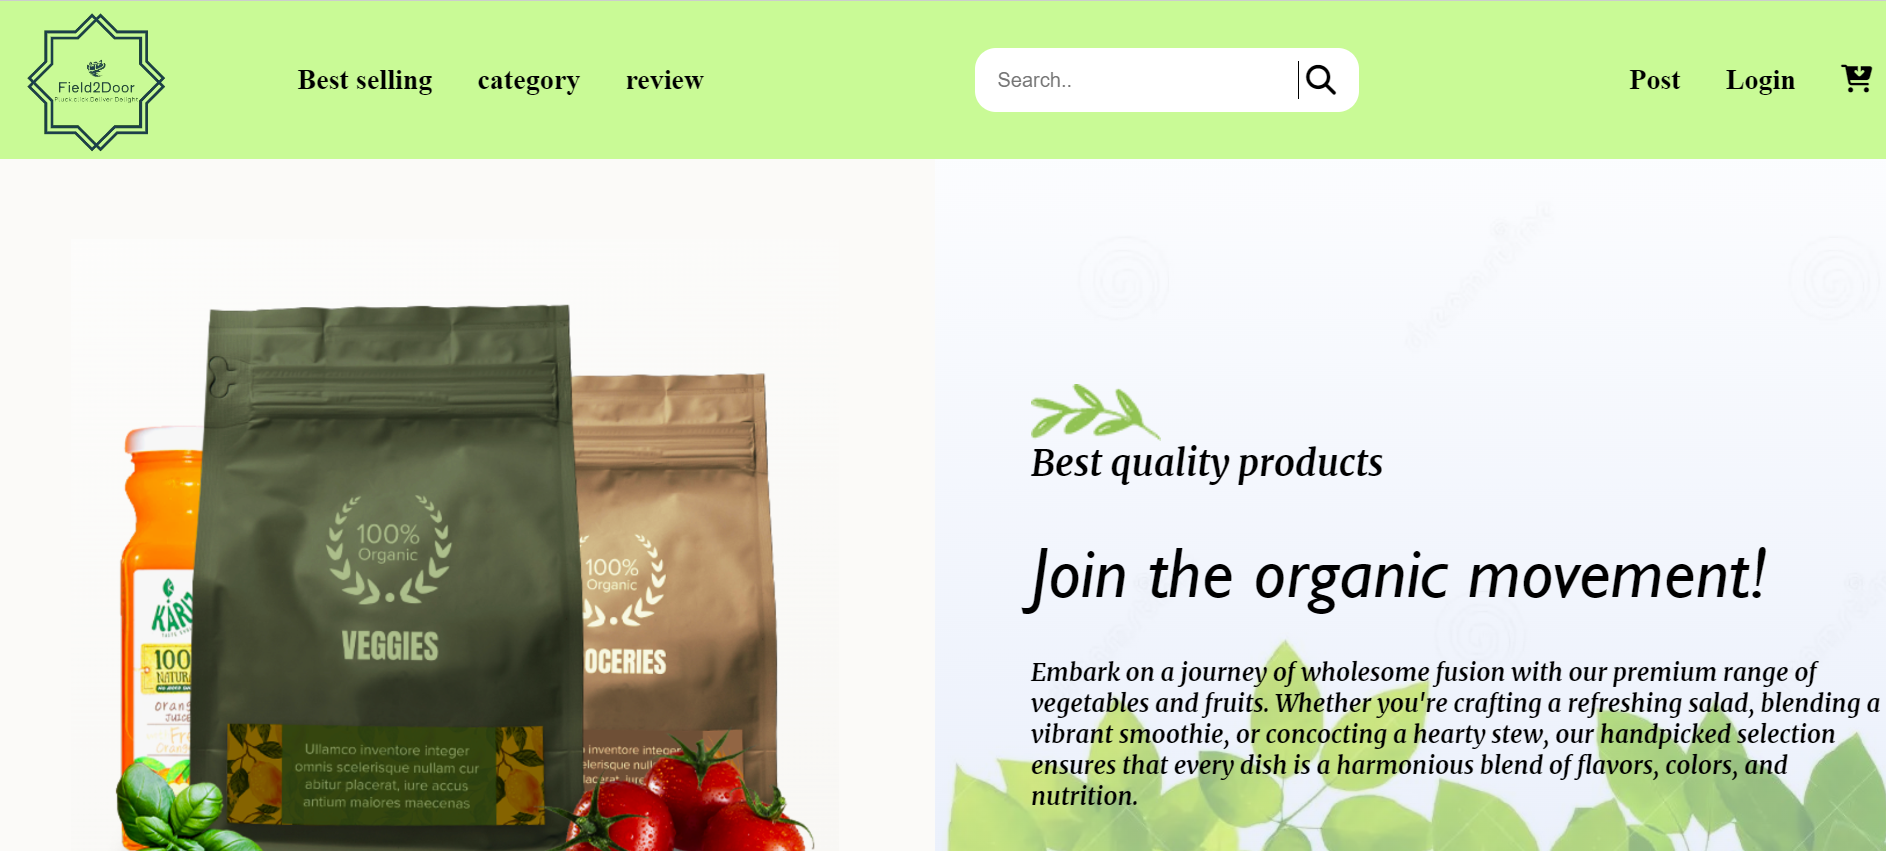 Field2Door
Pluck.click.Deliver Delight
Best selling
category
review
Search..
Post
Login
Best quality products
Join the organic movement!
Embark on a journey of wholesome fusion with our premium range of
vegetables and fruits. Whether you're crafting a refreshing salad, blending a
vibrant smoothie, or concocting a hearty stew, our handpicked selection
ensures that every dish is a harmonious blend of flavors, colors, and
nutrition.
100%
Organic
VEGGIES
Ullamco inventore integer
omnis scelerisque nullam cur
abitur placerat, iure accus
antium maiores maecenas
100%
Organic
OCERIES
inventore integer
elerisque null
lacerat, iure
KARI
100
NATURA
orang
JUICE